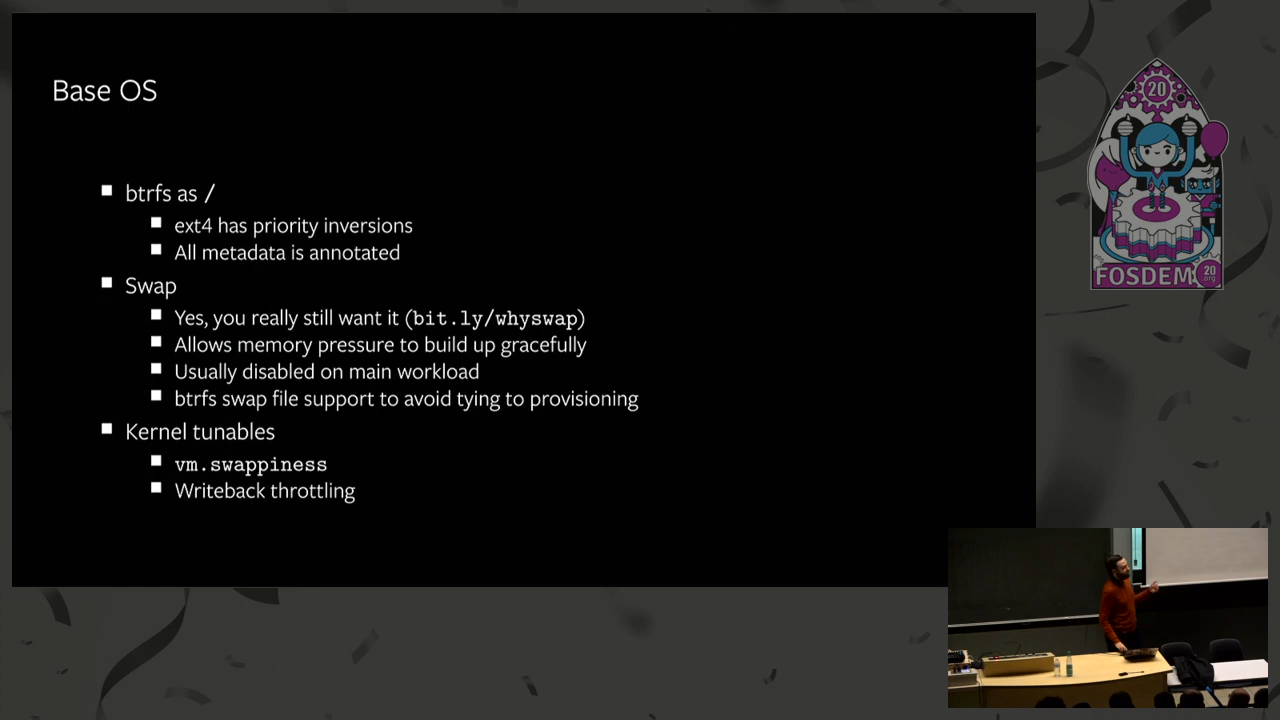 Base OS
btrfs as /
ext4 has priority inversions
All metadata is annotated
Swap
Yes, you really still want it (bit.ly/whyswap)
Allows memory pressure to build up gracefully
Usually disabled on main workload
btrfs swap file support to avoid tying to provisioning
Kernel tunables
vm.swappiness
Writeback throttling
20
FOSDEM 20
.org